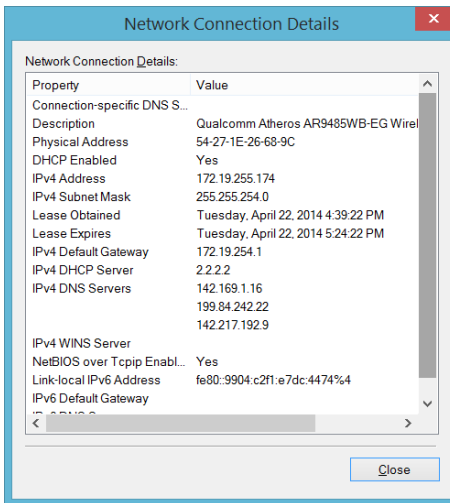 Network Connection Details
Network Connection Details:
Property Value
Connection-specific DNS S...
Description Qualcomm Atheros AR9485WB-EG Wirel
Physical Address 54-27-1E-26-68-9C
DHCP Enabled Yes
IPv4 Address 172.19.255.174
IPv4 Subnet Mask 255.255.254.0
Lease Obtained Tuesday, April 22, 2014 4:39:22 PM
Lease Expires Tuesday, April 22, 2014 5:24:22 PM
IPv4 Default Gateway 172.19.254.1
IPv4 DHCP Server 2.2.2.2
IPv4 DNS Servers 142.169.1.16
199.84.242.22
142.217.192.9
IPv4 WINS Server
NetBIOS over Tcpip Enabl... Yes
Link-local IPv6 Address fe80::9904:c2f1:e7dc:4474%4
IPv6 Default Gateway
Close